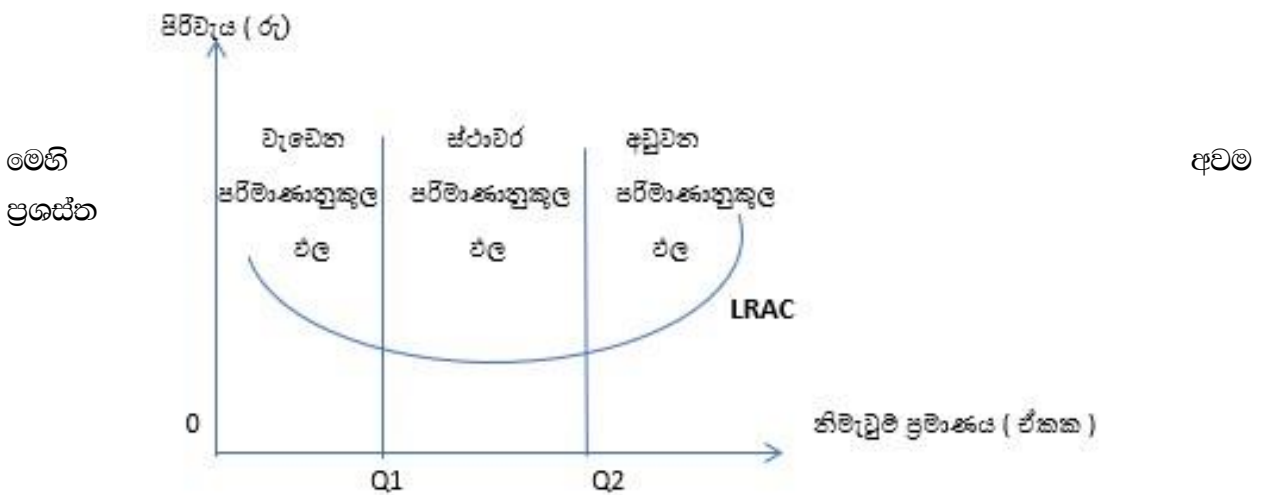 පිරිවැය ( රු)
වැඩෙන ස්ථාවර අඩුවන
මෙහි අවම
පරිමාණානුකූල පරිමාණානුකූල පරිමාණානුකූල
ප්‍රශස්ත
ඵල ඵල ඵල
LRAC
0
නිමැවුම් ප්‍රමාණය ( ඒකක )
Q1 Q2